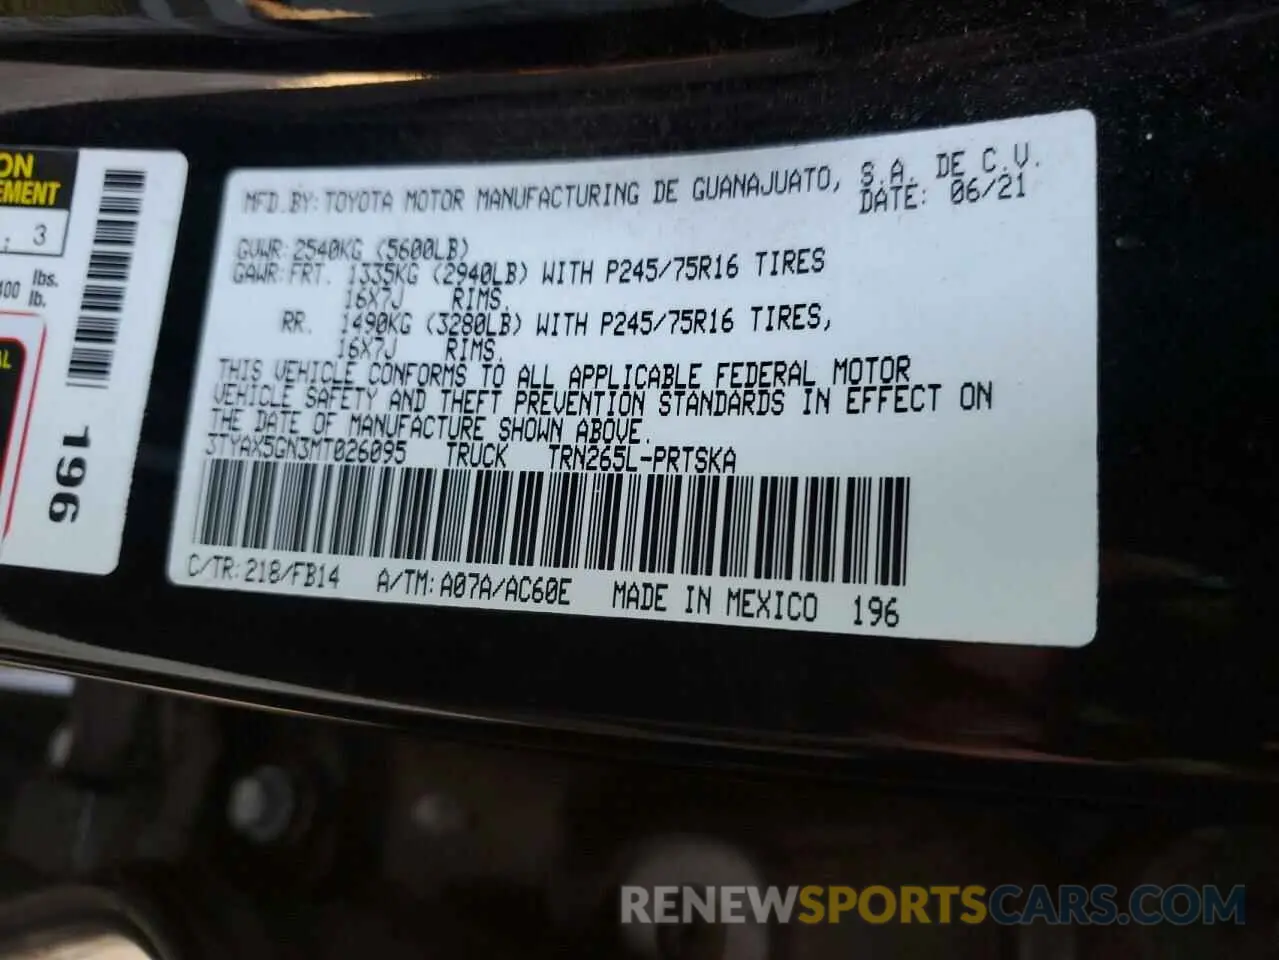 MFD.BY:TOYOTA MOTOR MANUFACTURING DE GUANAJUATO, S.A. DE C.V.
DATE: 06/21
GVWR:2540KG (5600LB)
GAWR:FRT. 1335KG (2940LB) WITH P245/75R16 TIRES
16X7J RIMS,
RR. 1490KG (3280LB) WITH P245/75R16 TIRES,
16X7J RIMS.
THIS VEHICLE CONFORMS TO ALL APPLICABLE FEDERAL MOTOR
VEHICLE SAFETY AND THEFT PREVENTION STANDARDS IN EFFECT ON
THE DATE OF MANUFACTURE SHOWN ABOVE.
3TYAX5GN3MT026095 TRUCK TRN265L-PRTSKA
C/TR:218/FB14 A/TM:A07A/AC60E MADE IN MEXICO 196
: 3
lbs.
lb.
196
RENEWSPORTSCARS.COM